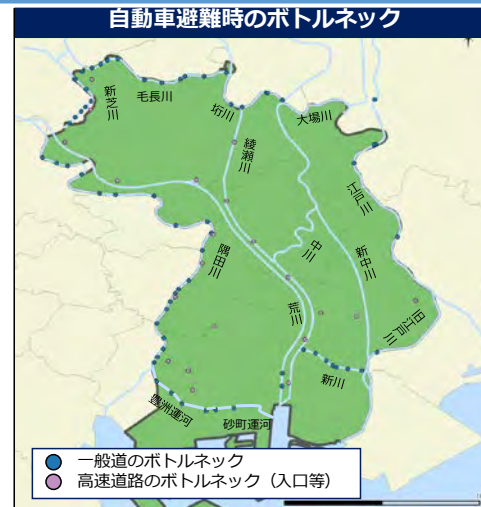 自動車避難時のボトルネック
新芝川
毛長川
垳川
綾瀬川
大場川
江戸川
中川
新中川
隅田川
荒川
旧江戸川
新川
豊洲運河
砂町運河
一般道のボトルネック
高速道路のボトルネック（入口等）